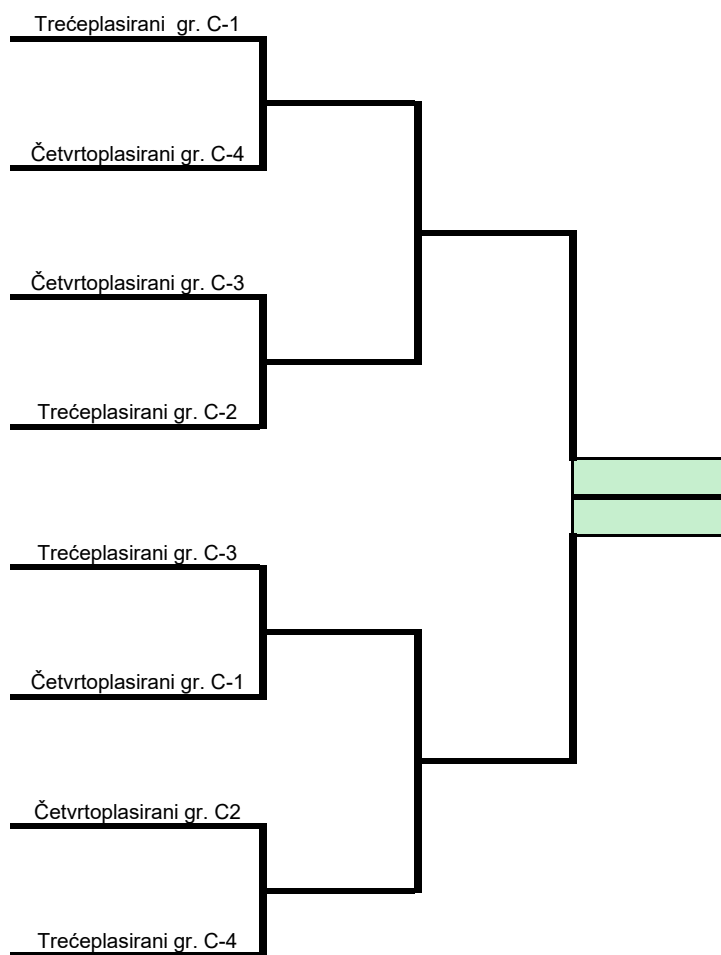 Trećeplasirani gr. C-1
Četvrtoplasirani gr. C-4
Četvrtoplasirani gr. C-3
Trećeplasirani gr. C-2
Trećeplasirani gr. C-3
Četvrtoplasirani gr. C-1
Četvrtoplasirani gr. C2
Trećeplasirani gr. C-4